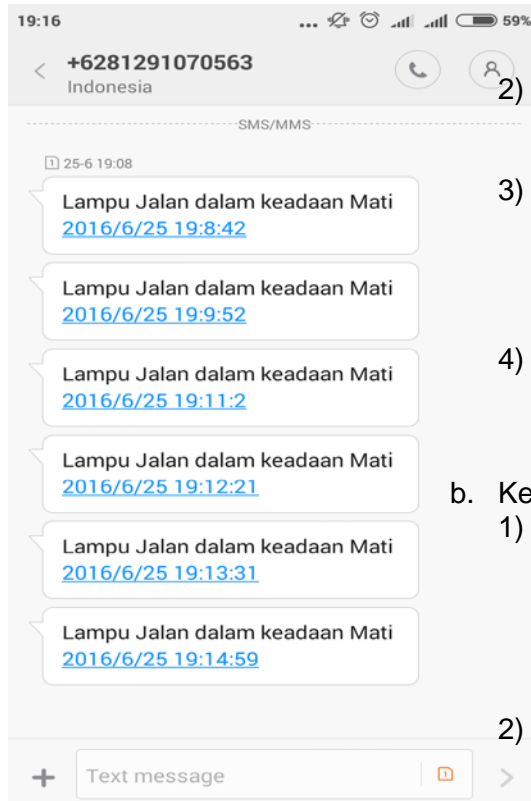 19:16 ... 59%
+6281291070563
Indonesia
SMS/MMS
1 25-6 19:08
Lampu Jalan dalam keadaan Mati
2016/6/25 19:8:42
Lampu Jalan dalam keadaan Mati
2016/6/25 19:9:52
Lampu Jalan dalam keadaan Mati
2016/6/25 19:11:2
Lampu Jalan dalam keadaan Mati
2016/6/25 19:12:21
Lampu Jalan dalam keadaan Mati
2016/6/25 19:13:31
Lampu Jalan dalam keadaan Mati
2016/6/25 19:14:59
Text message 1
2)
3)
4)
b. Ke
1)
2)